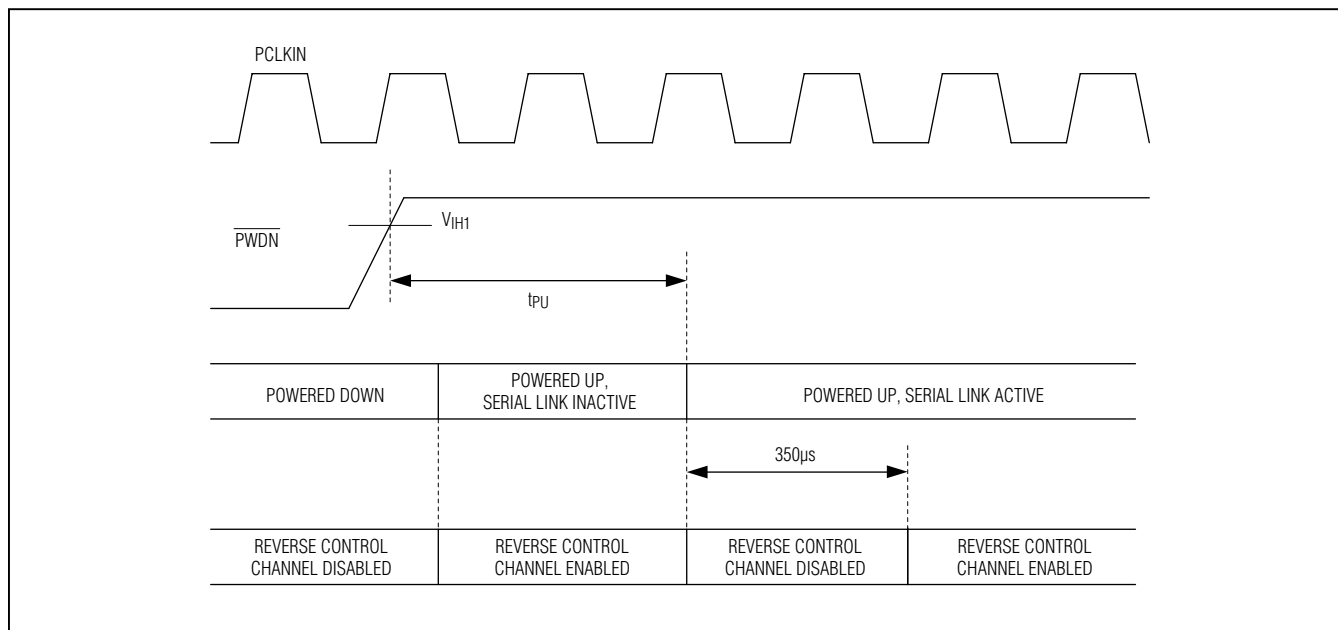 PCLKIN
VIH1
PWDN
tPU
POWERED DOWN
POWERED UP,
SERIAL LINK INACTIVE
POWERED UP, SERIAL LINK ACTIVE
350µs
REVERSE CONTROL
CHANNEL DISABLED
REVERSE CONTROL
CHANNEL ENABLED
REVERSE CONTROL
CHANNEL DISABLED
REVERSE CONTROL
CHANNEL ENABLED